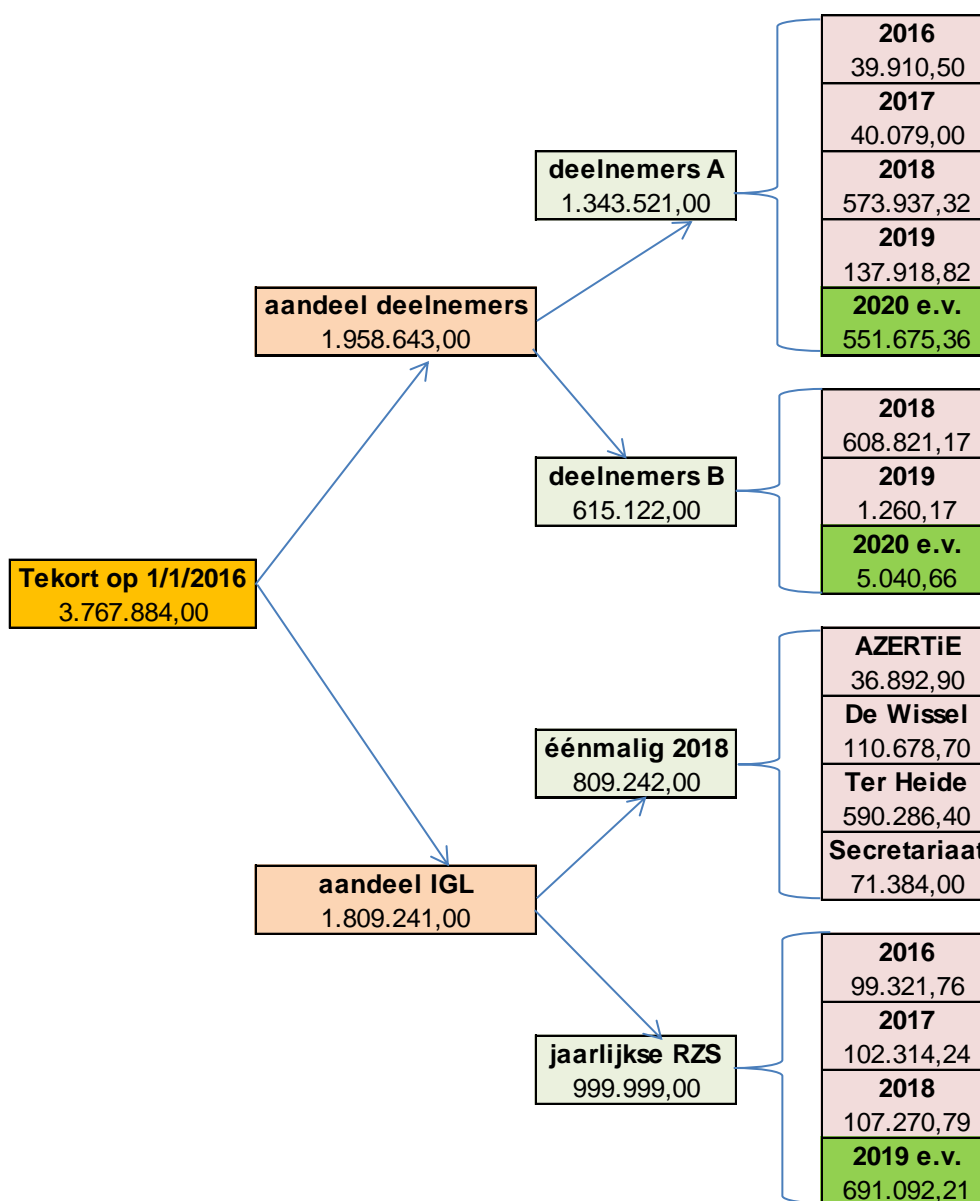 Tekort op 1/1/2016
3.767.884,00
aandeel deelnemers
1.958.643,00
deelnemers A
1.343.521,00
2016
39.910,50
2017
40.079,00
2018
573.937,32
2019
137.918,82
2020 e.v.
551.675,36
deelnemers B
615.122,00
2018
608.821,17
2019
1.260,17
2020 e.v.
5.040,66
aandeel IGL
1.809.241,00
éénmalig 2018
809.242,00
AZERTiE
36.892,90
De Wissel
110.678,70
Ter Heide
590.286,40
Secretariaat
71.384,00
jaarlijkse RZS
999.999,00
2016
99.321,76
2017
102.314,24
2018
107.270,79
2019 e.v.
691.092,21